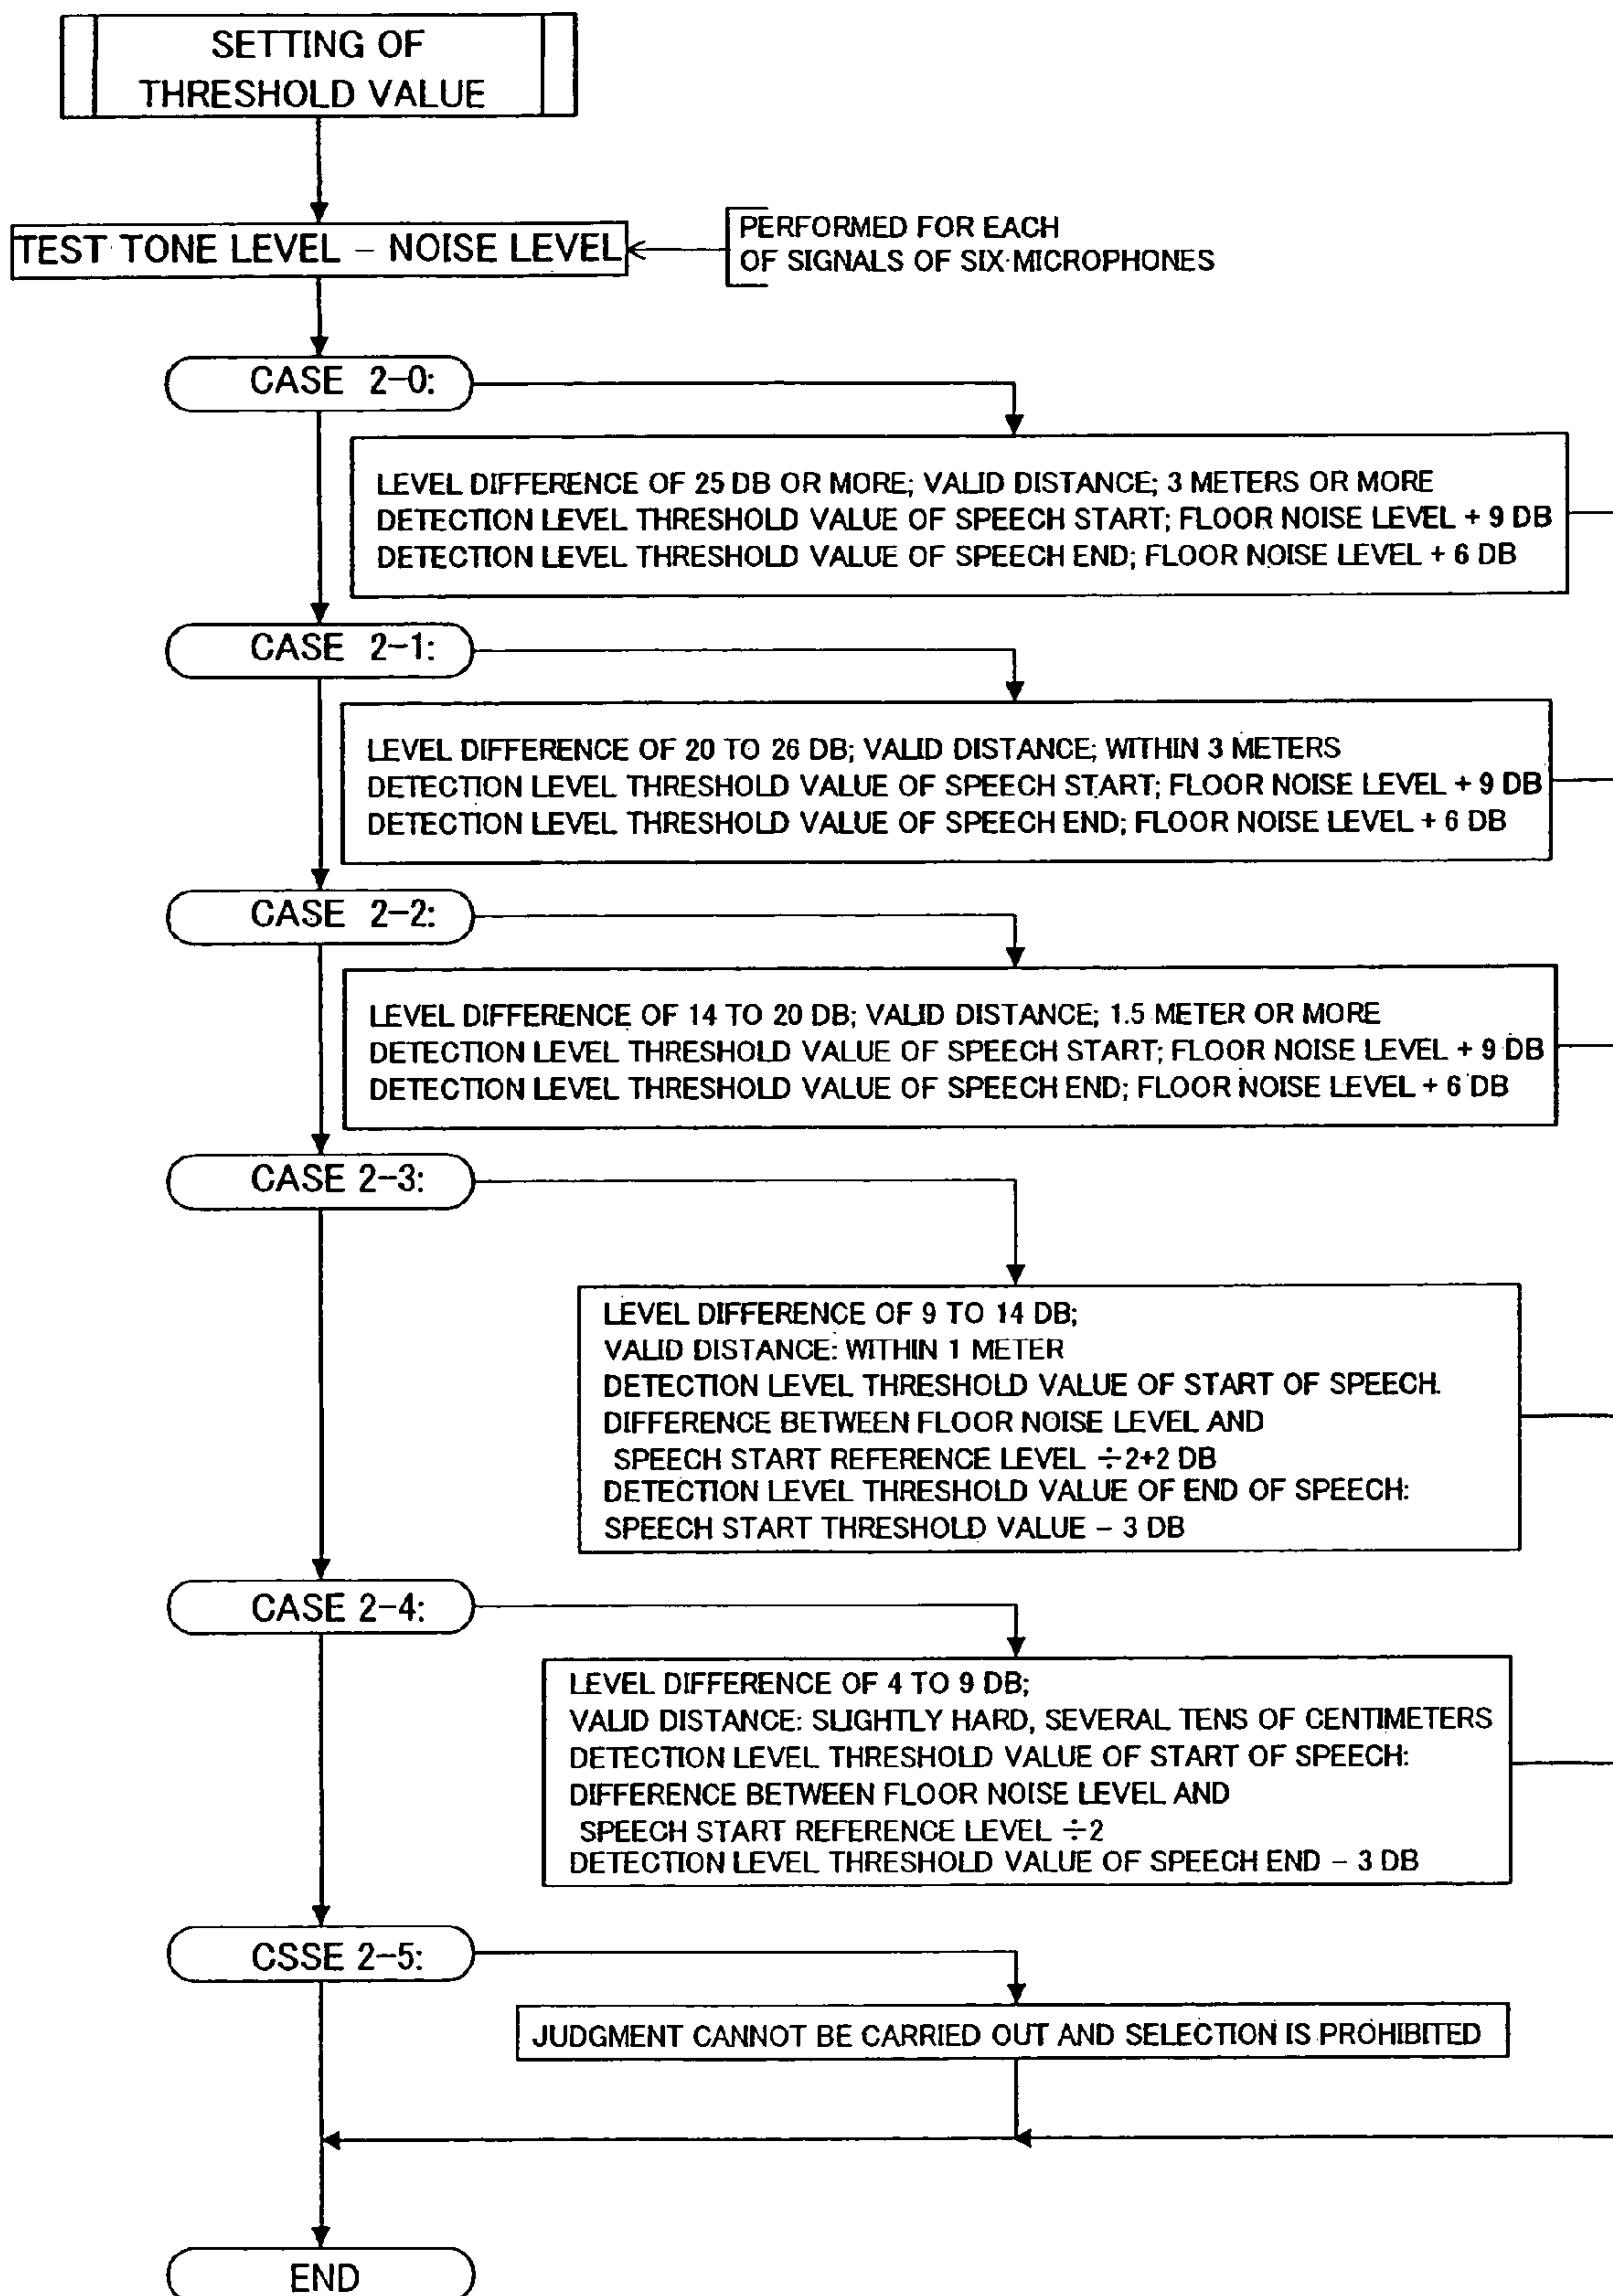 SETTING OF
THRESHOLD VALUE
TEST TONE LEVEL – NOISE LEVEL
PERFORMED FOR EACH
OF SIGNALS OF SIX·MICROPHONES
CASE 2-0:
LEVEL DIFFERENCE OF 25 DB OR MORE; VALID DISTANCE; 3 METERS OR MORE
DETECTION LEVEL THRESHOLD VALUE OF SPEECH START; FLOOR NOISE LEVEL + 9 DB
DETECTION LEVEL THRESHOLD VALUE OF SPEECH END; FLOOR NOISE LEVEL + 6 DB
CASE 2-1:
LEVEL DIFFERENCE OF 20 TO 26 DB; VALID DISTANCE; WITHIN 3 METERS
DETECTION LEVEL THRESHOLD VALUE OF SPEECH START; FLOOR NOISE LEVEL + 9 DB
DETECTION LEVEL THRESHOLD VALUE OF SPEECH END; FLOOR NOISE LEVEL + 6 DB
CASE 2-2:
LEVEL DIFFERENCE OF 14 TO 20 DB; VALID DISTANCE; 1.5 METER OR MORE
DETECTION LEVEL THRESHOLD VALUE OF SPEECH START; FLOOR NOISE LEVEL + 9 DB
DETECTION LEVEL THRESHOLD VALUE OF SPEECH END; FLOOR NOISE LEVEL + 6 DB
CASE 2-3:
LEVEL DIFFERENCE OF 9 TO 14 DB;
VALID DISTANCE: WITHIN 1 METER
DETECTION LEVEL THRESHOLD VALUE OF START OF SPEECH.
DIFFERENCE BETWEEN FLOOR NOISE LEVEL AND
SPEECH START REFERENCE LEVEL ÷2+2 DB
DETECTION LEVEL THRESHOLD VALUE OF END OF SPEECH:
SPEECH START THRESHOLD VALUE – 3 DB
CASE 2-4:
LEVEL DIFFERENCE OF 4 TO 9 DB;
VALID DISTANCE: SLIGHTLY HARD, SEVERAL TENS OF CENTIMETERS
DETECTION LEVEL THRESHOLD VALUE OF START OF SPEECH:
DIFFERENCE BETWEEN FLOOR NOISE LEVEL AND
SPEECH START REFERENCE LEVEL ÷2
DETECTION LEVEL THRESHOLD VALUE OF SPEECH END – 3 DB
CSSE 2-5:
JUDGMENT CANNOT BE CARRIED OUT AND SELECTION IS PROHIBITED
END